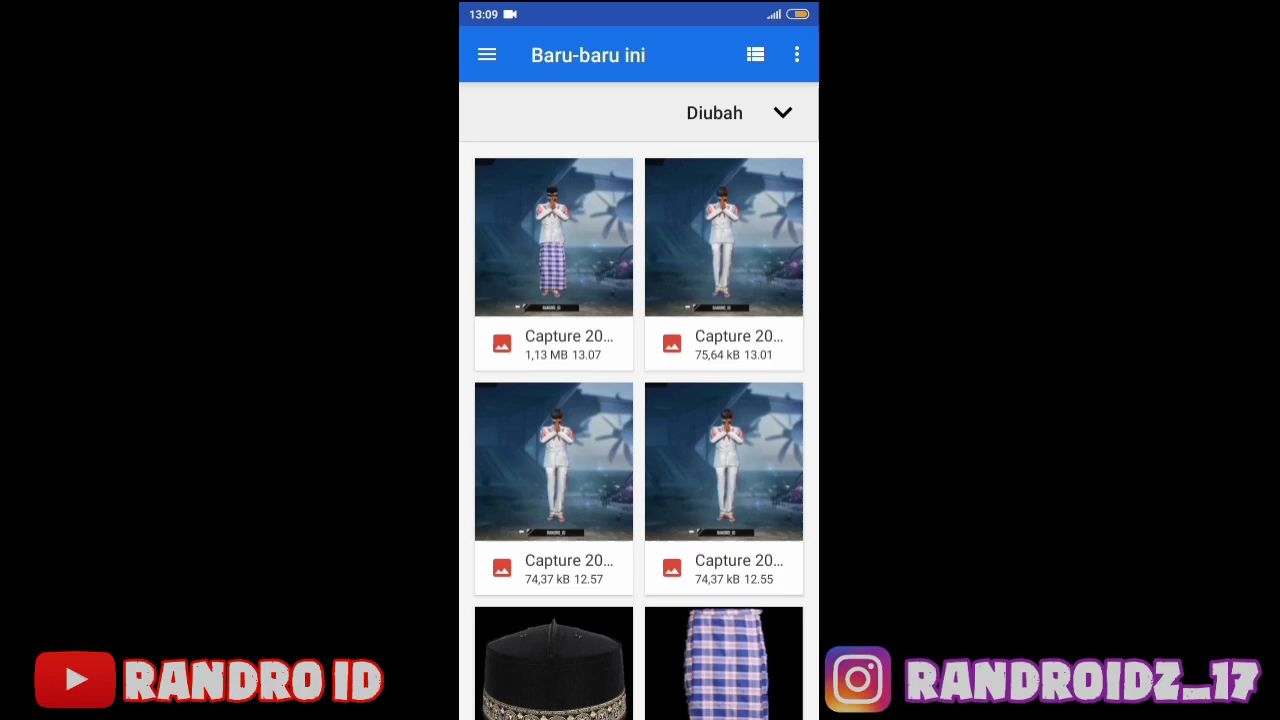 13:09
Baru-baru ini
Diubah
Capture 20...
1,13 MB 13.07
Capture 20...
75,64 kB 13.01
Capture 20...
74,37 kB 12.57
Capture 20...
74,37 kB 12.55
RANDRO ID
RANDROIDZ_17